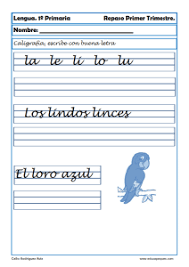 Lengua. 1º Primaria Repaso Primer Trimestre.
Nombre:
Caligrafía, escribe con buena letra
la le li lo lu
Los lindos linces
El loro azul